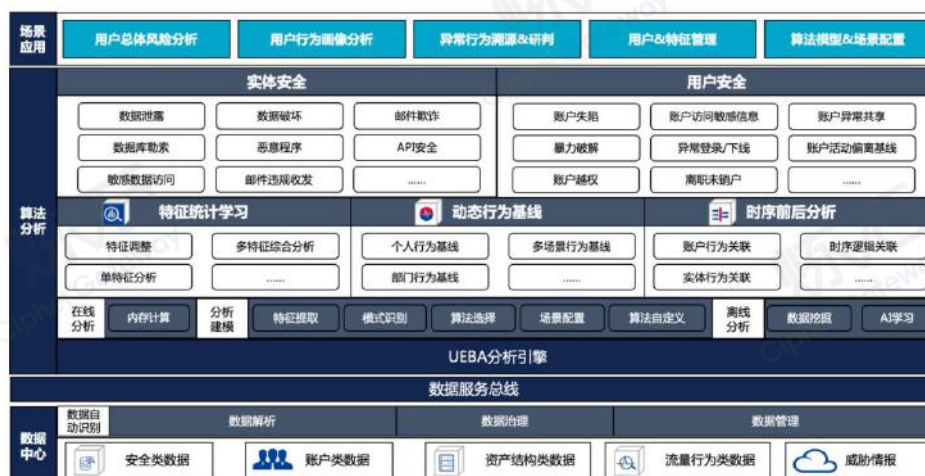 场景应用
用户总体风险分析 用户行为画像分析 异常行为溯源&研判 用户&特征管理 算法模型&场景配置
算法分析
实体安全 用户安全
数据泄露 数据破坏 邮件欺诈 账户失陷 账户访问敏感信息 账户异常共享
数据库勒索 恶意程序 API安全 暴力破解 异常登录/下线 账户活动偏离基线
敏感数据访问 邮件违规收发 ...... 账户越权 离职未销户 ......
特征统计学习 动态行为基线 时序前后分析
特征调整 多特征综合分析 个人行为基线 多场景行为基线 账户行为关联 时序逻辑关联
单特征分析 ...... 部门行为基线 ...... 实体行为关联 ......
在线分析 内存计算 分析建模 特征提取 模式识别 算法选择 场景配置 算法自定义 离线分析 数据挖掘 AI学习
UEBA分析引擎
数据服务总线
数据中心
数据自动识别 数据解析 数据治理 数据管理
安全类数据 账户类数据 资产结构类数据 流量行为类数据 威胁情报